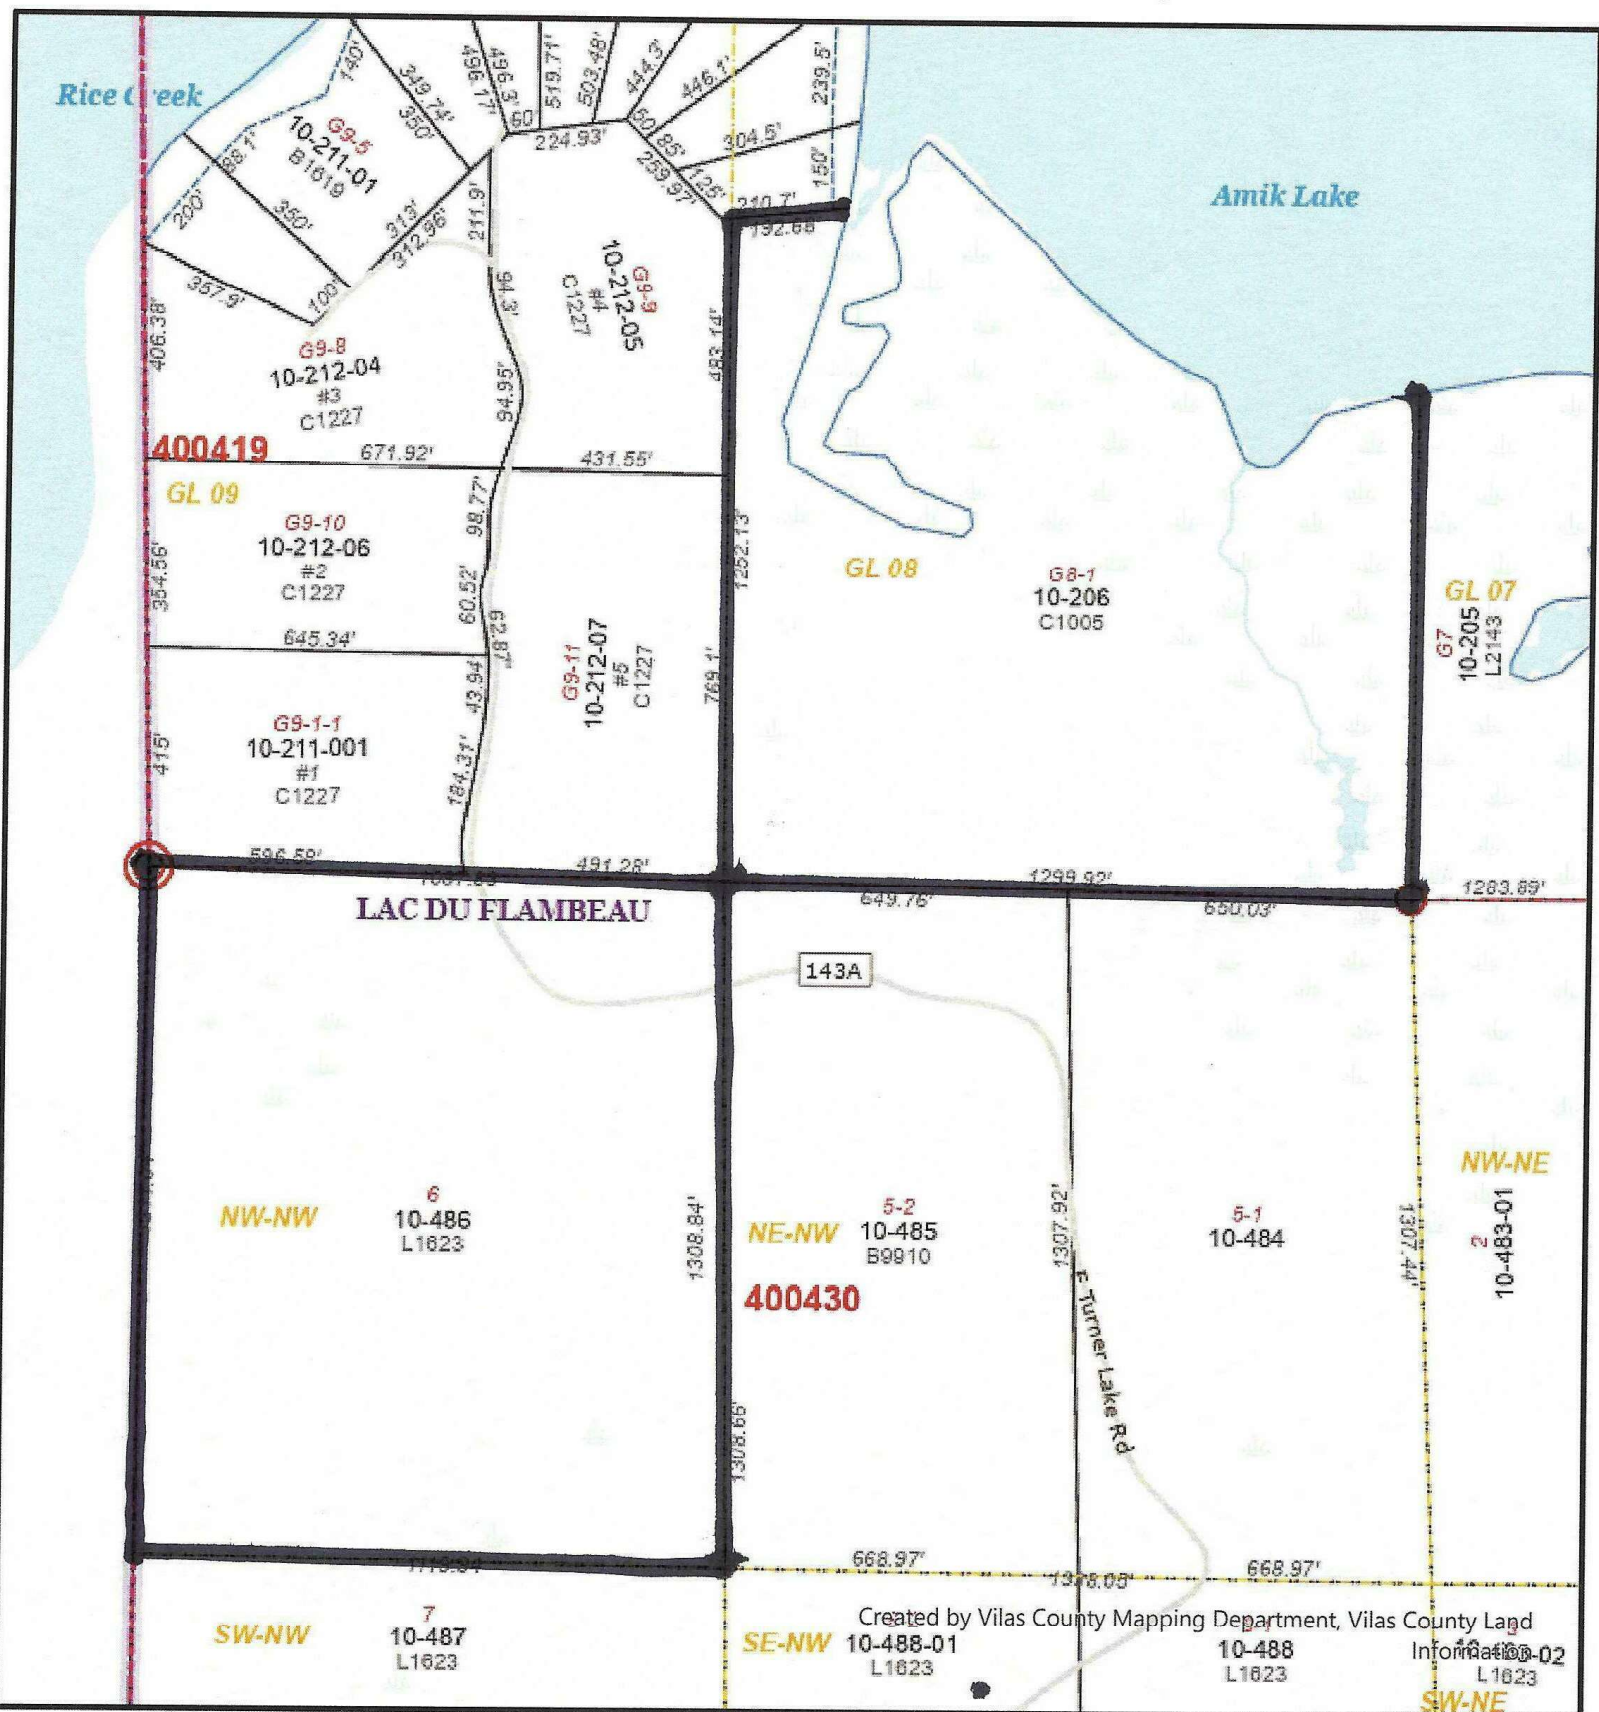 Rice Creek
140'
349.74'
350'
496.17'
496.3'
60'
519.71'
503.48'
444.3'
446.1'
239.5'
G9-5
10-211-01
B1619
88.1'
200'
350'
313'
312.96'
211.9'
224.93'
60'
85'
304.5'
259.97'
125'
150'
210.7'
192.68'
Amik Lake
357.9'
100'
406.38'
94.3'
G9-9
10-212-05
#4
C1227
483.14'
G9-8
10-212-04
#3
C1227
94.95'
400419
671.92'
431.55'
GL 09
G9-10
10-212-06
#2
C1227
98.77'
354.56'
60.52'
62.87'
1252.13'
GL 08
G8-1
10-206
C1005
GL 07
G7
10-205
L2143
645.34'
G9-11
10-212-07
#5
C1227
769.1'
43.94'
G9-1-1
10-211-001
#1
C1227
415'
184.31'
596.59'
491.28'
1299.92'
1283.89'
LAC DU FLAMBEAU
649.76'
650.03'
143A
NW-NW
6
10-486
L1623
1308.84'
NE-NW
5-2
10-485
B9910
1307.92'
5-1
10-484
1307.44'
NW-NE
2
10-483-01
400430
E Turner Lake Rd
1308.66'
668.97'
668.97'
SW-NW
7
10-487
L1623
SE-NW
10-488-01
L1623
Created by Vilas County Mapping Department, Vilas County Land
Information
10-488
L1623
L1623
SW-NE